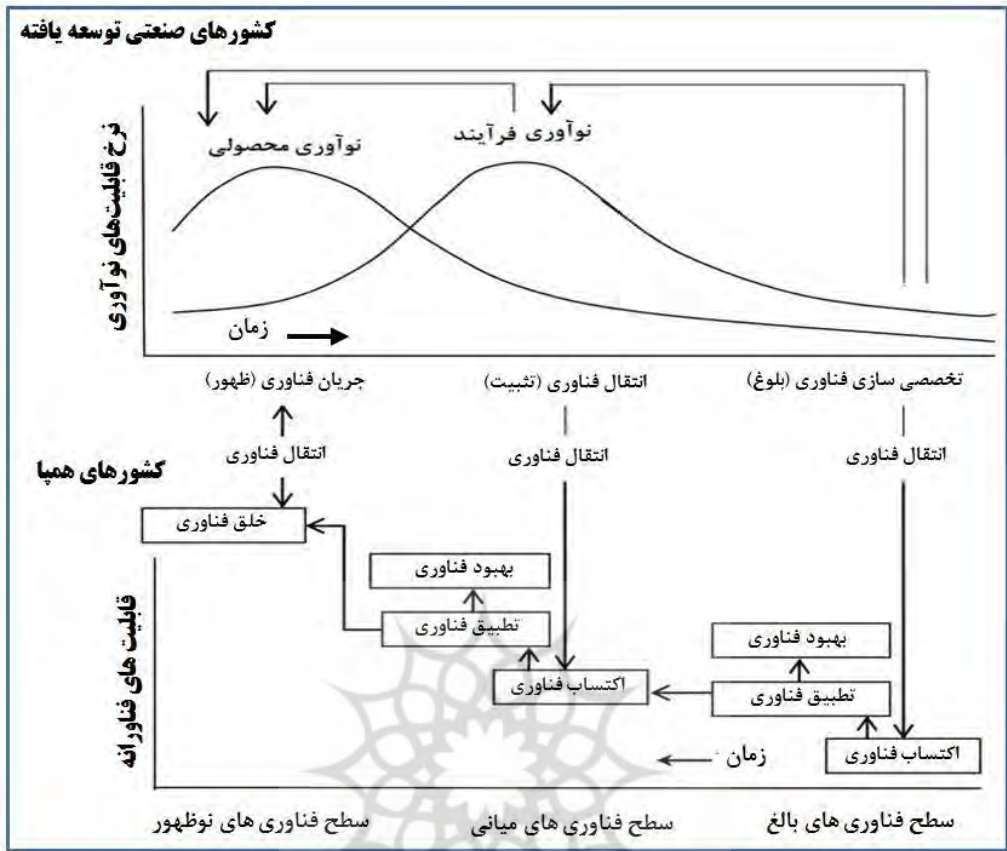 کشورهای صنعتی توسعه یافته
نوآوری محصولی
نوآوری فرآیند
نرخ قابلیت‌های نوآوری
زمان
جریان فناوری (ظهور)
انتقال فناوری (تثبیت)
تخصصی سازی فناوری (بلوغ)
انتقال فناوری
انتقال فناوری
انتقال فناوری
کشورهای همپا
خلق فناوری
بهبود فناوری
تطبیق فناوری
اکتساب فناوری
بهبود فناوری
تطبیق فناوری
اکتساب فناوری
زمان
قابلیت های فناورانه
سطح فناوری های نوظهور
سطح فناوری های میانی
سطح فناوری های بالغ